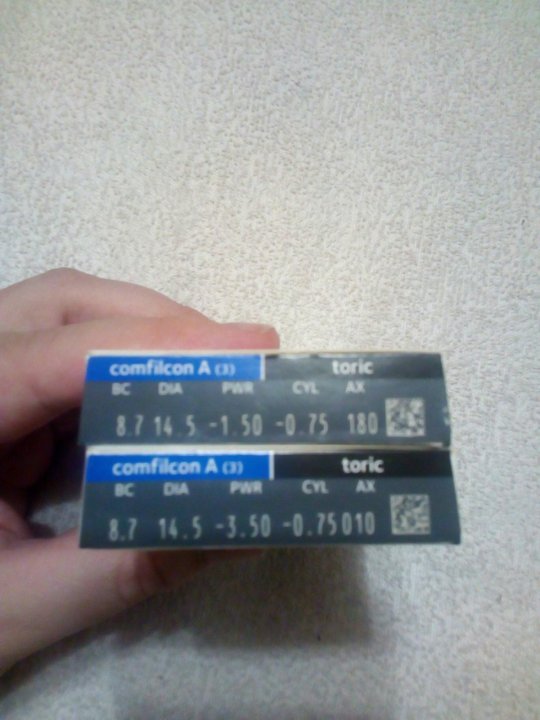 comfilcon A (3) toric
BC DIA PWR CYL AX
8.7 14.5 -1.50 -0.75 180
comfilcon A (3) toric
BC DIA PWR CYL AX
8.7 14.5 -3.50 -0.75 010